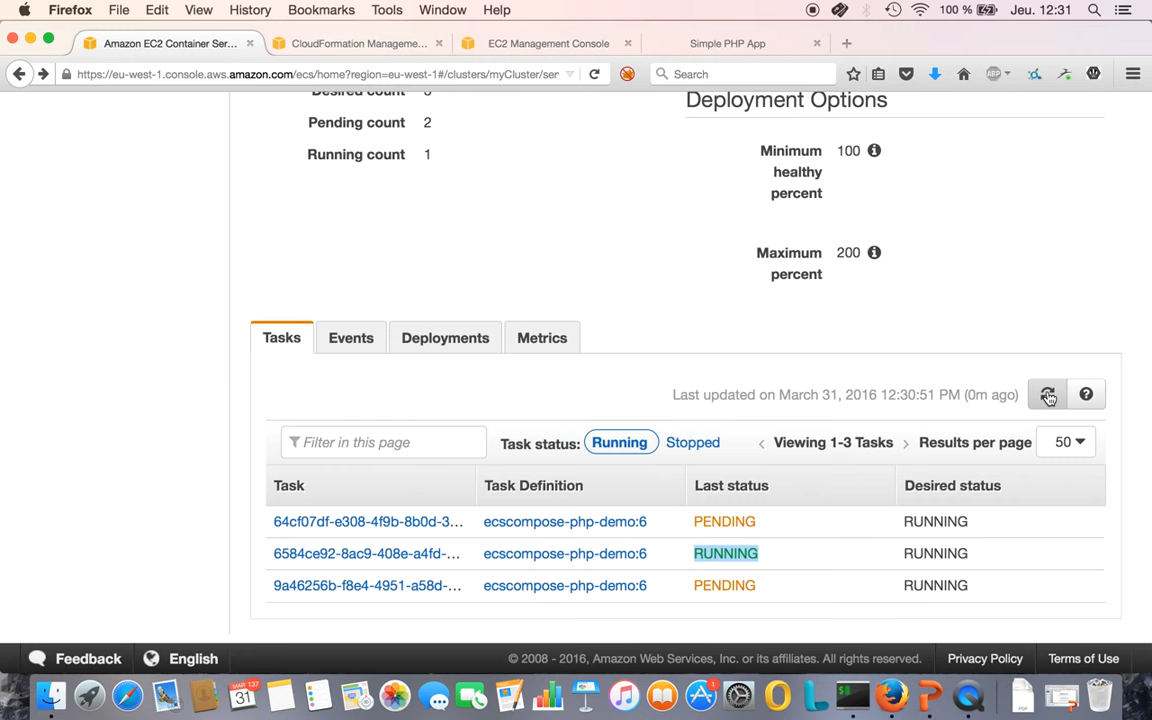 Firefox File Edit View History Bookmarks Tools Window Help 100 % Jeu. 12:31
Amazon EC2 Container Ser... × CloudFormation Manageme... × EC2 Management Console × Simple PHP App × +
https://eu-west-1.console.aws.amazon.com/ecs/home?region=eu-west-1#/clusters/myCluster/ser Search ABP
Desired count 3
Deployment Options
Pending count 2
Running count 1
Minimum healthy percent 100
Maximum percent 200
Tasks Events Deployments Metrics
Last updated on March 31, 2016 12:30:51 PM (0m ago)
Filter in this page Task status: Running Stopped < Viewing 1-3 Tasks > Results per page 50
Task Task Definition Last status Desired status
64cf07df-e308-4f9b-8b0d-3... ecscompose-php-demo:6 PENDING RUNNING
6584ce92-8ac9-408e-a4fd-... ecscompose-php-demo:6 RUNNING RUNNING
9a46256b-f8e4-4951-a58d-... ecscompose-php-demo:6 PENDING RUNNING
Feedback English © 2008 - 2016, Amazon Web Services, Inc. or its affiliates. All rights reserved. Privacy Policy Terms of Use